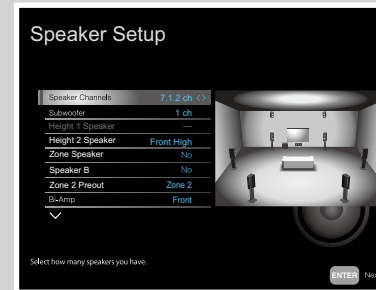 Speaker Setup
Speaker Channels 7.1.2 ch <>
Subwoofer 1 ch
Height 1 Speaker ---
Height 2 Speaker Front High
Zone Speaker No
Speaker B No
Zone 2 Preout Zone 2
Bi-Amp Front
Select how many speakers you have.
ENTER